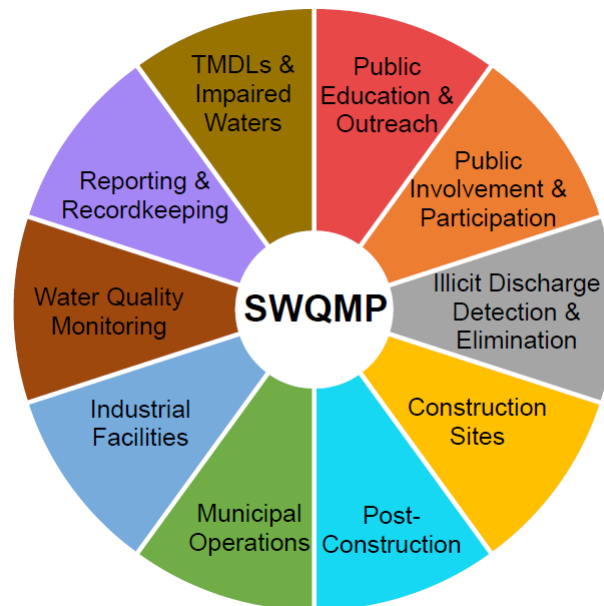 TMDLs &
Impaired
Waters
Public
Education &
Outreach
Public
Involvement &
Participation
Illicit Discharge
Detection &
Elimination
Construction
Sites
Post-
Construction
Municipal
Operations
Industrial
Facilities
Water Quality
Monitoring
Reporting &
Recordkeeping
SWQMP